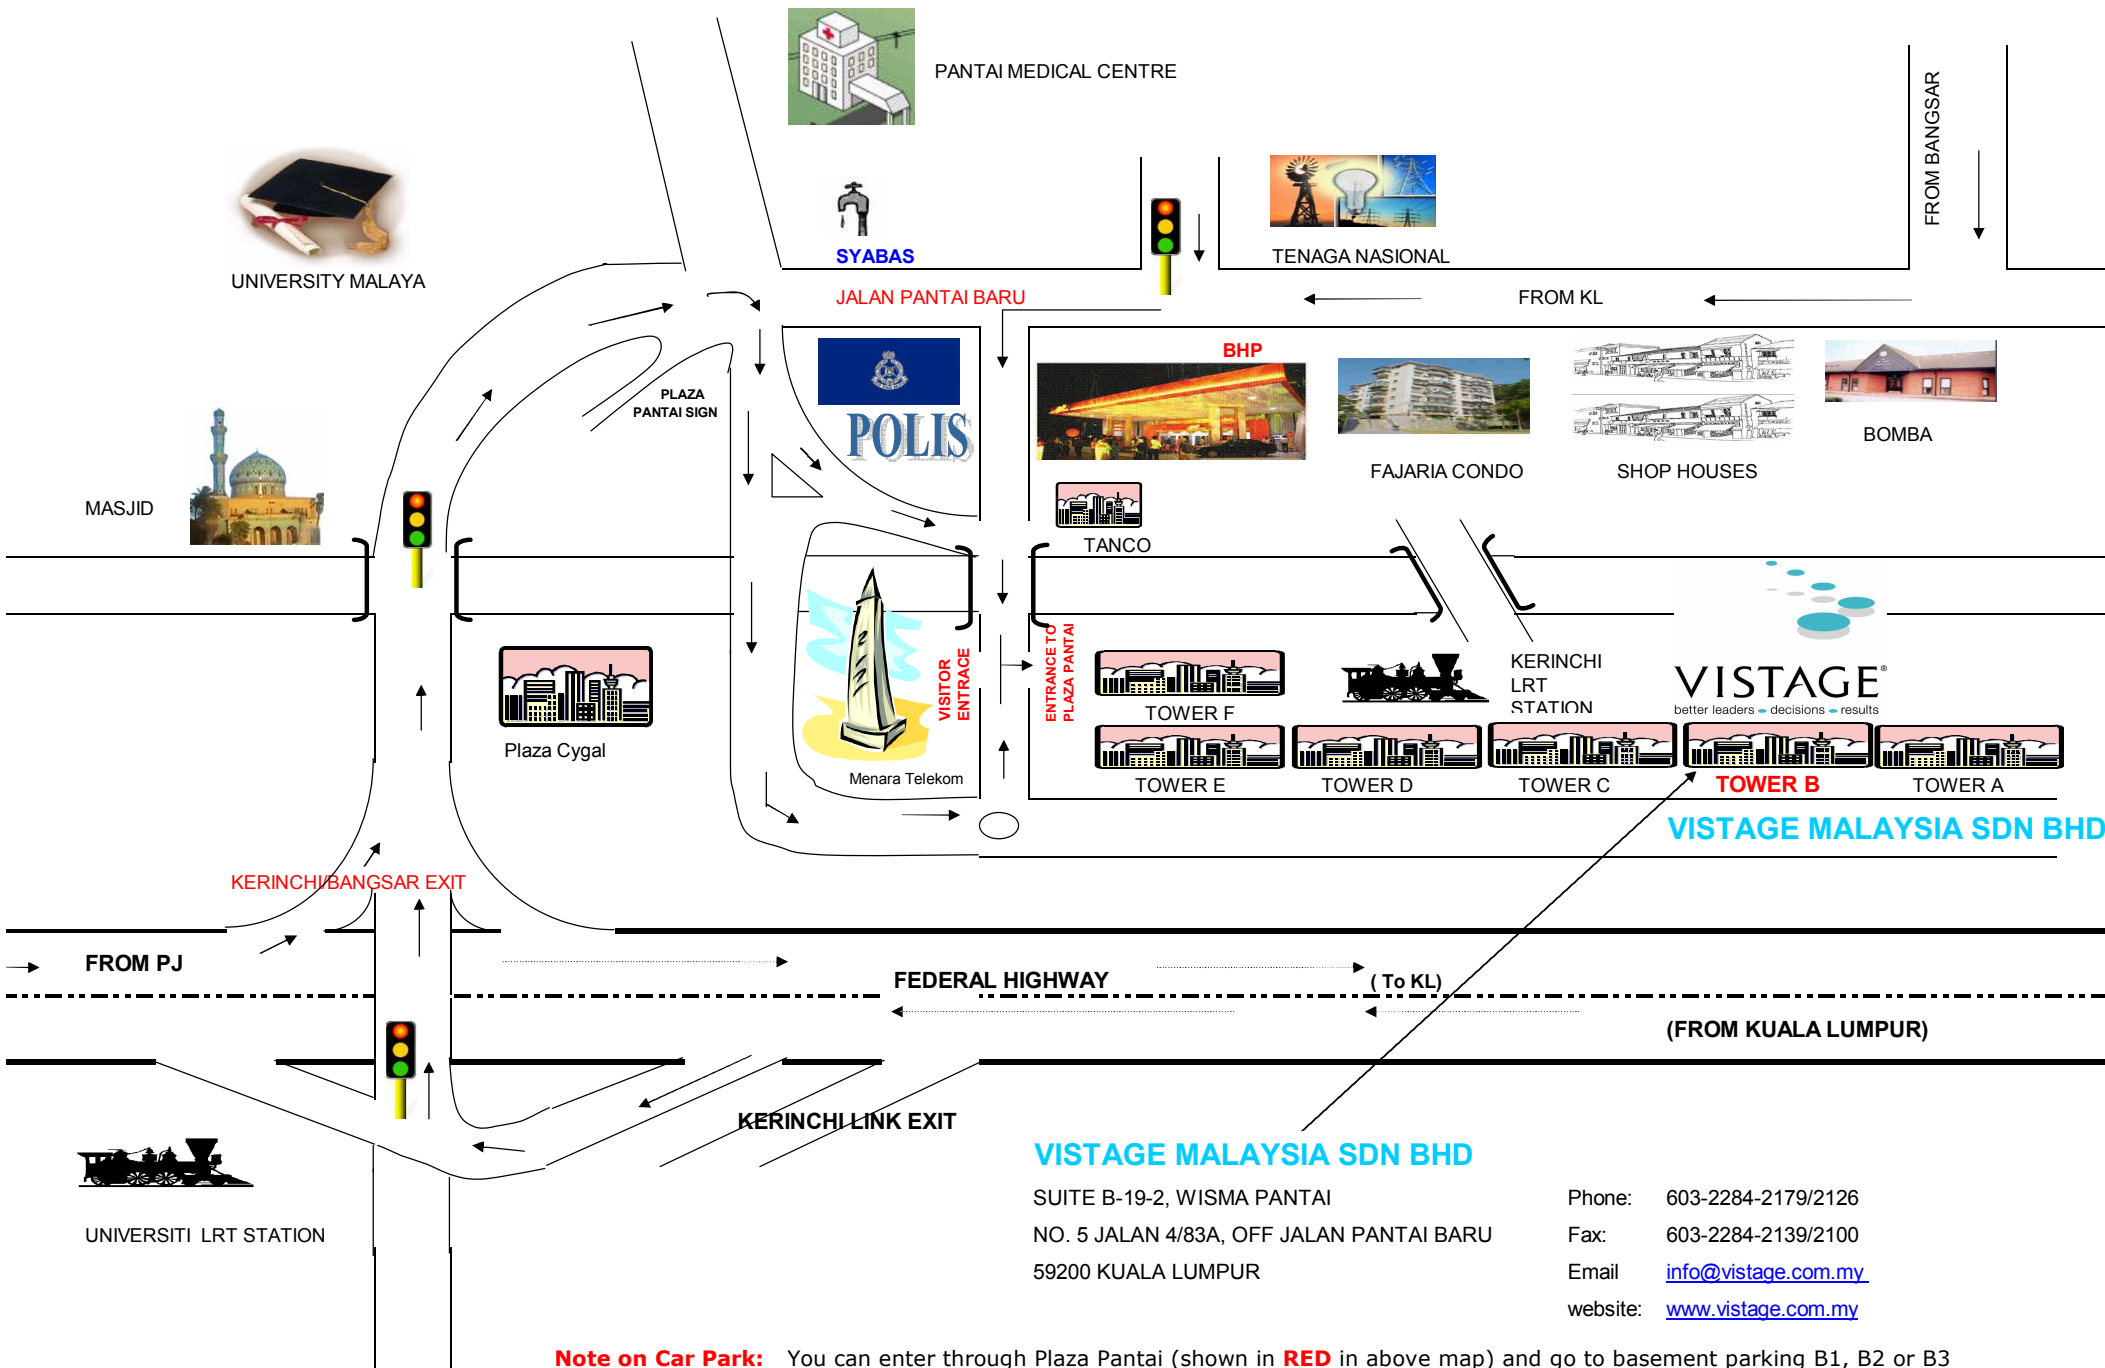 PANTAI MEDICAL CENTRE
FROM BANGSAR
UNIVERSITY MALAYA
SYABAS
TENAGA NASIONAL
JALAN PANTAI BARU
FROM KL
BHP
PLAZA
PANTAI SIGN
POLIS
BOMBA
FAJARIA CONDO
SHOP HOUSES
MASJID
TANCO
VISITOR
ENTRACE
ENTRANCE TO
PLAZA PANTAI
KERINCHI
LRT
STATION
VISTAGE®
better leaders decisions results
TOWER F
Plaza Cygal
Menara Telekom
TOWER E
TOWER D
TOWER C
TOWER B
TOWER A
VISTAGE MALAYSIA SDN BHD
KERINCHI/BANGSAR EXIT
FROM PJ
FEDERAL HIGHWAY
( To KL)
(FROM KUALA LUMPUR)
KERINCHI LINK EXIT
UNIVERSITI LRT STATION
VISTAGE MALAYSIA SDN BHD
SUITE B-19-2, WISMA PANTAI
NO. 5 JALAN 4/83A, OFF JALAN PANTAI BARU
59200 KUALA LUMPUR
Phone: 603-2284-2179/2126
Fax: 603-2284-2139/2100
Email info@vistage.com.my
website: www.vistage.com.my
Note on Car Park: You can enter through Plaza Pantai (shown in RED in above map) and go to basement parking B1, B2 or B3